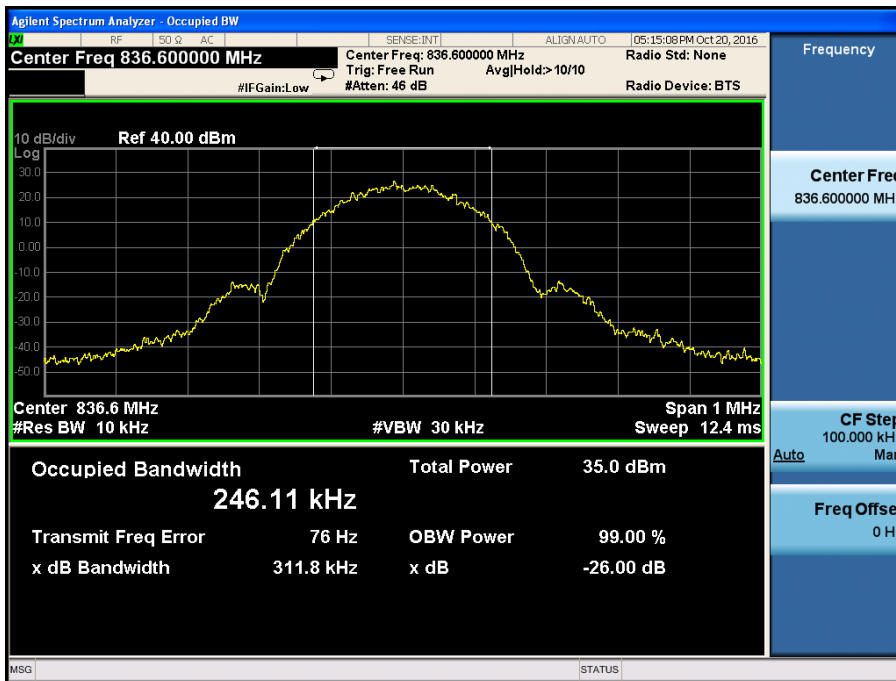 Agilent Spectrum Analyzer - Occupied BW
LXI RF 50 Ω AC SENSE:INT ALIGN AUTO 05:15:08 PM Oct 20, 2016
Center Freq 836.600000 MHz
Center Freq: 836.600000 MHz Radio Std: None
Trig: Free Run Avg|Hold:>10/10
#IFGain:Low #Atten: 46 dB Radio Device: BTS
10 dB/div Ref 40.00 dBm
Log
30.0
20.0
10.0
0.00
-10.0
-20.0
-30.0
-40.0
-50.0
Center 836.6 MHz Span 1 MHz
#Res BW 10 kHz #VBW 30 kHz Sweep 12.4 ms
Occupied Bandwidth Total Power 35.0 dBm
246.11 kHz
Transmit Freq Error 76 Hz OBW Power 99.00 %
x dB Bandwidth 311.8 kHz x dB -26.00 dB
MSG STATUS
Frequency
Center Fre
836.600000 MH
CF Step
100.000 kH
Auto Man
Freq Offse
0 H